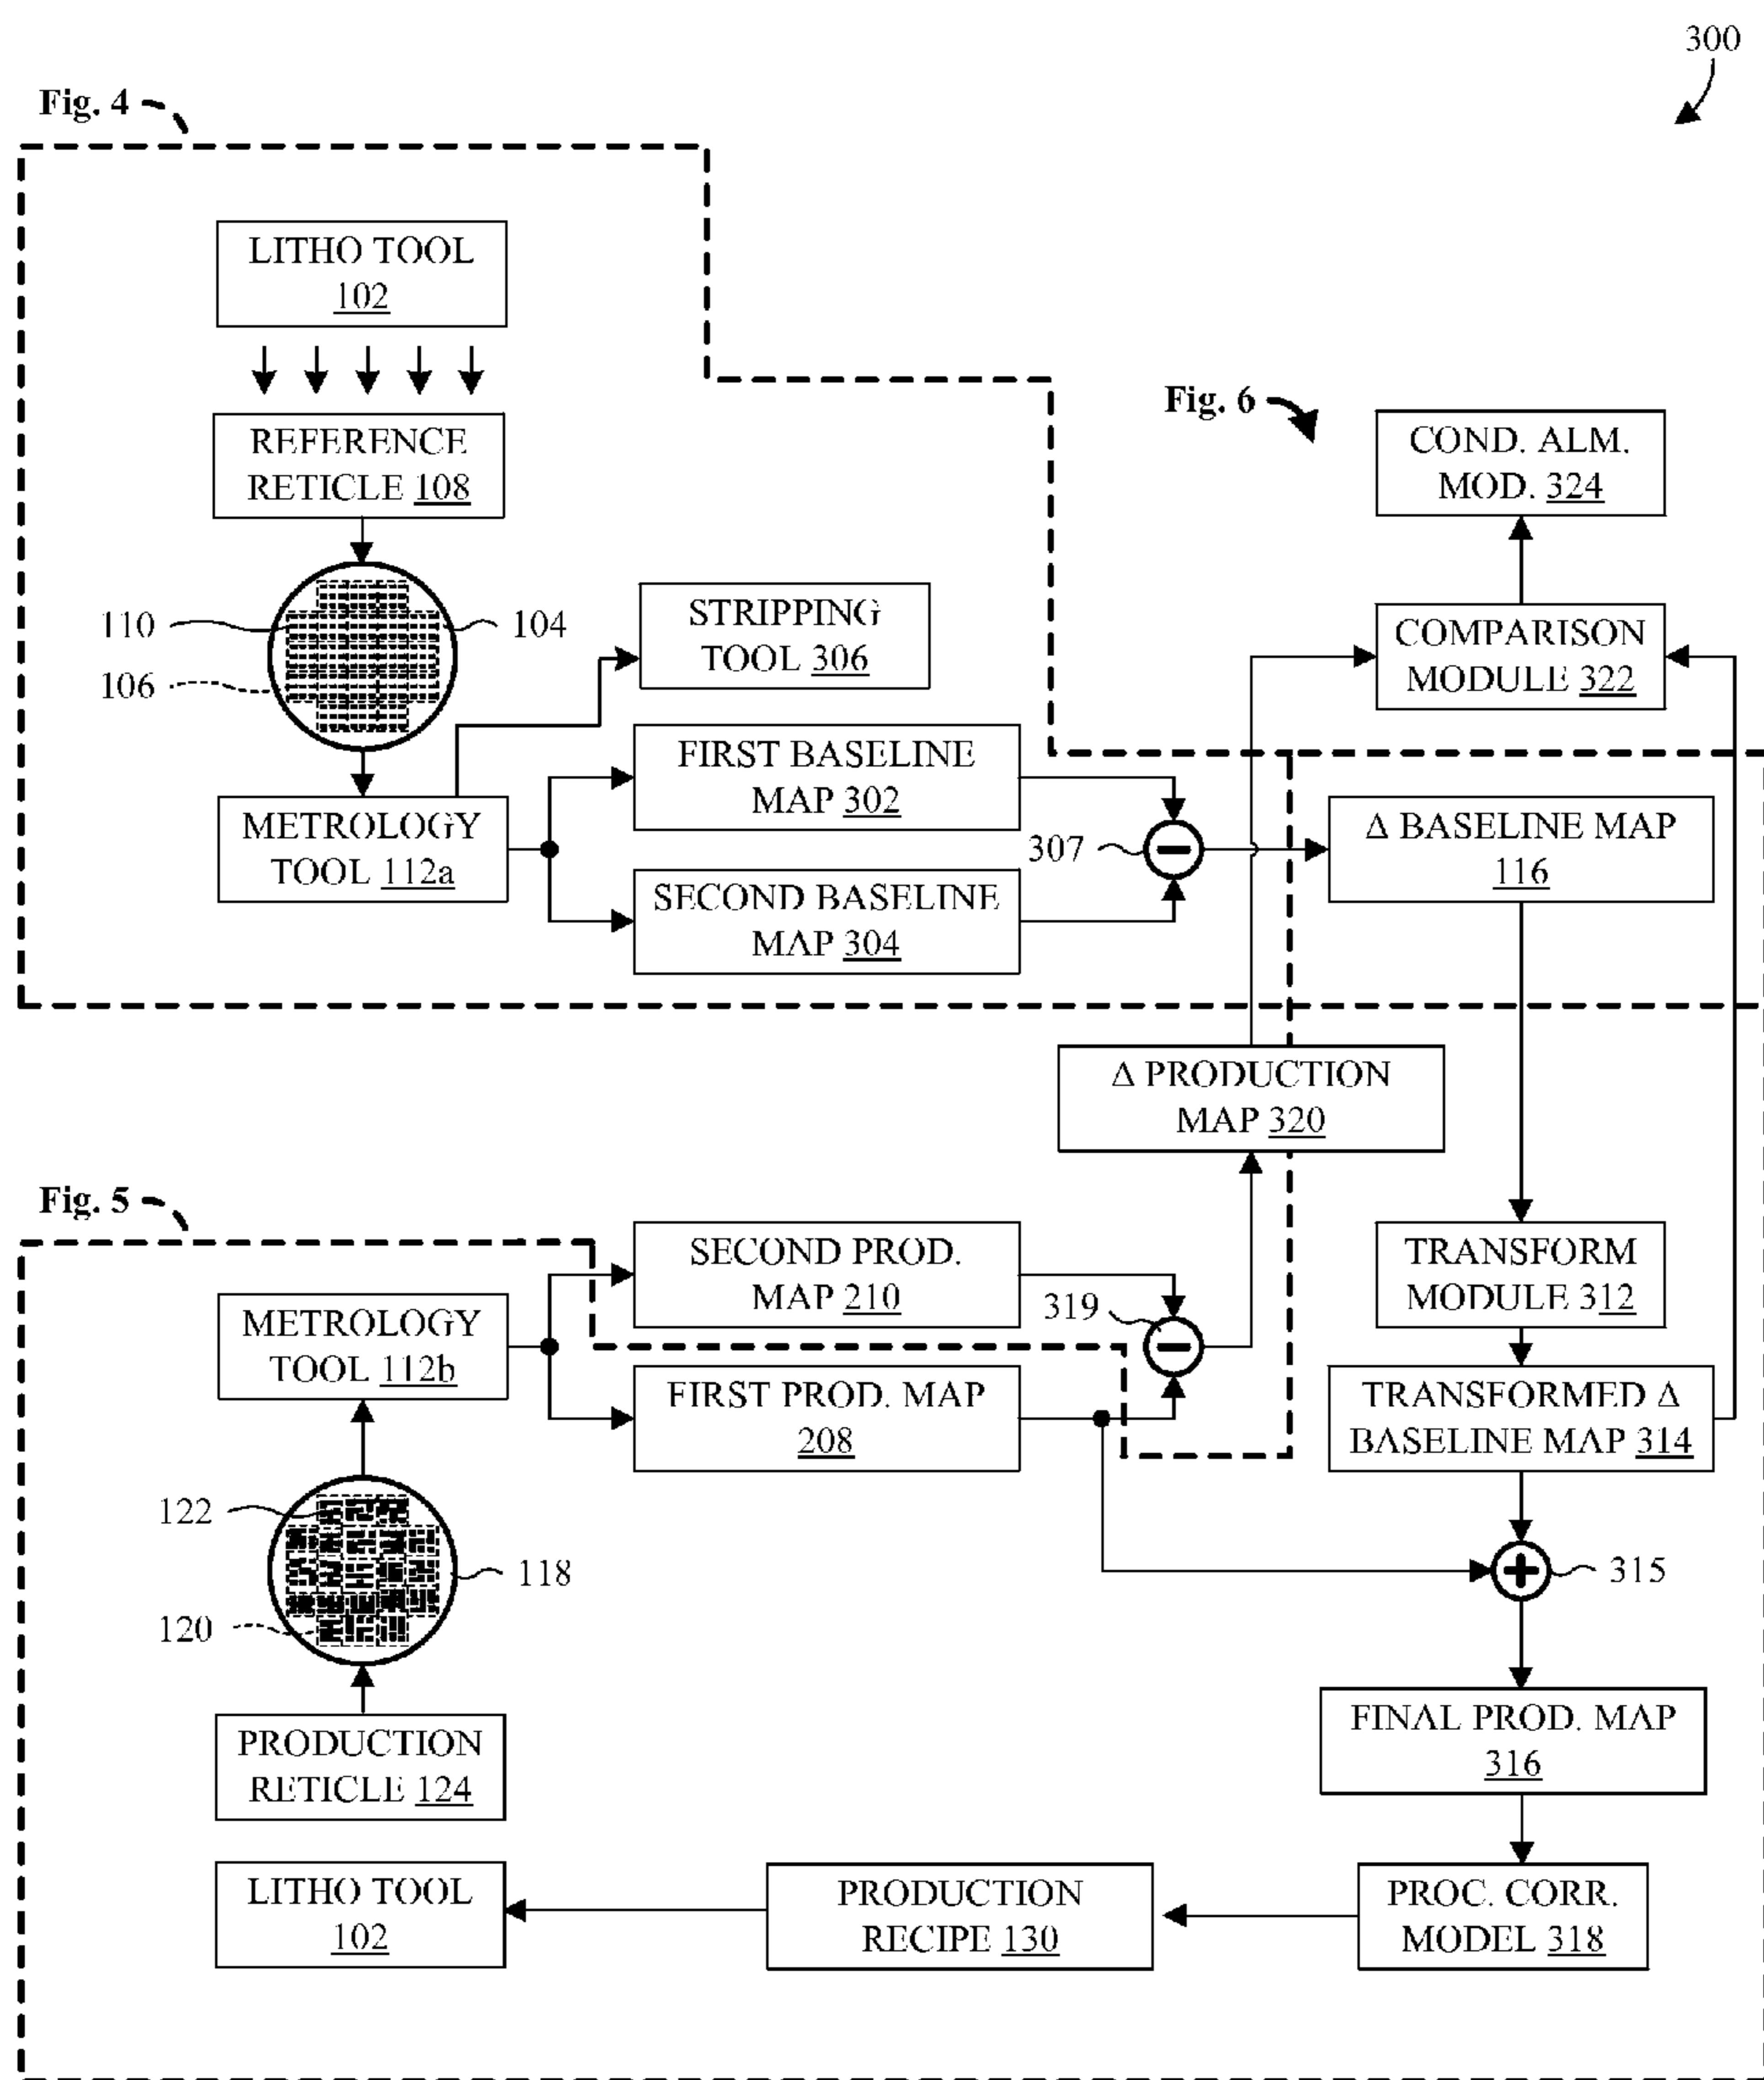 300
Fig. 4
LITHO TOOL
102
REFERENCE
RETICLE 108
110
104
106
METROLOGY
TOOL 112a
STRIPPING
TOOL 306
FIRST BASELINE
MAP 302
SECOND BASELINE
MAP 304
307
Fig. 6
COND. ALM.
MOD. 324
COMPARISON
MODULE 322
Δ BASELINE MAP
116
Δ PRODUCTION
MAP 320
Fig. 5
METROLOGY
TOOL 112b
SECOND PROD.
MAP 210
319
FIRST PROD. MAP
208
TRANSFORM
MODULE 312
TRANSFORMED Δ
BASELINE MAP 314
122
118
120
315
PRODUCTION
RETICLE 124
FINAL PROD. MAP
316
LITHO TOOL
102
PRODUCTION
RECIPE 130
PROC. CORR.
MODEL 318